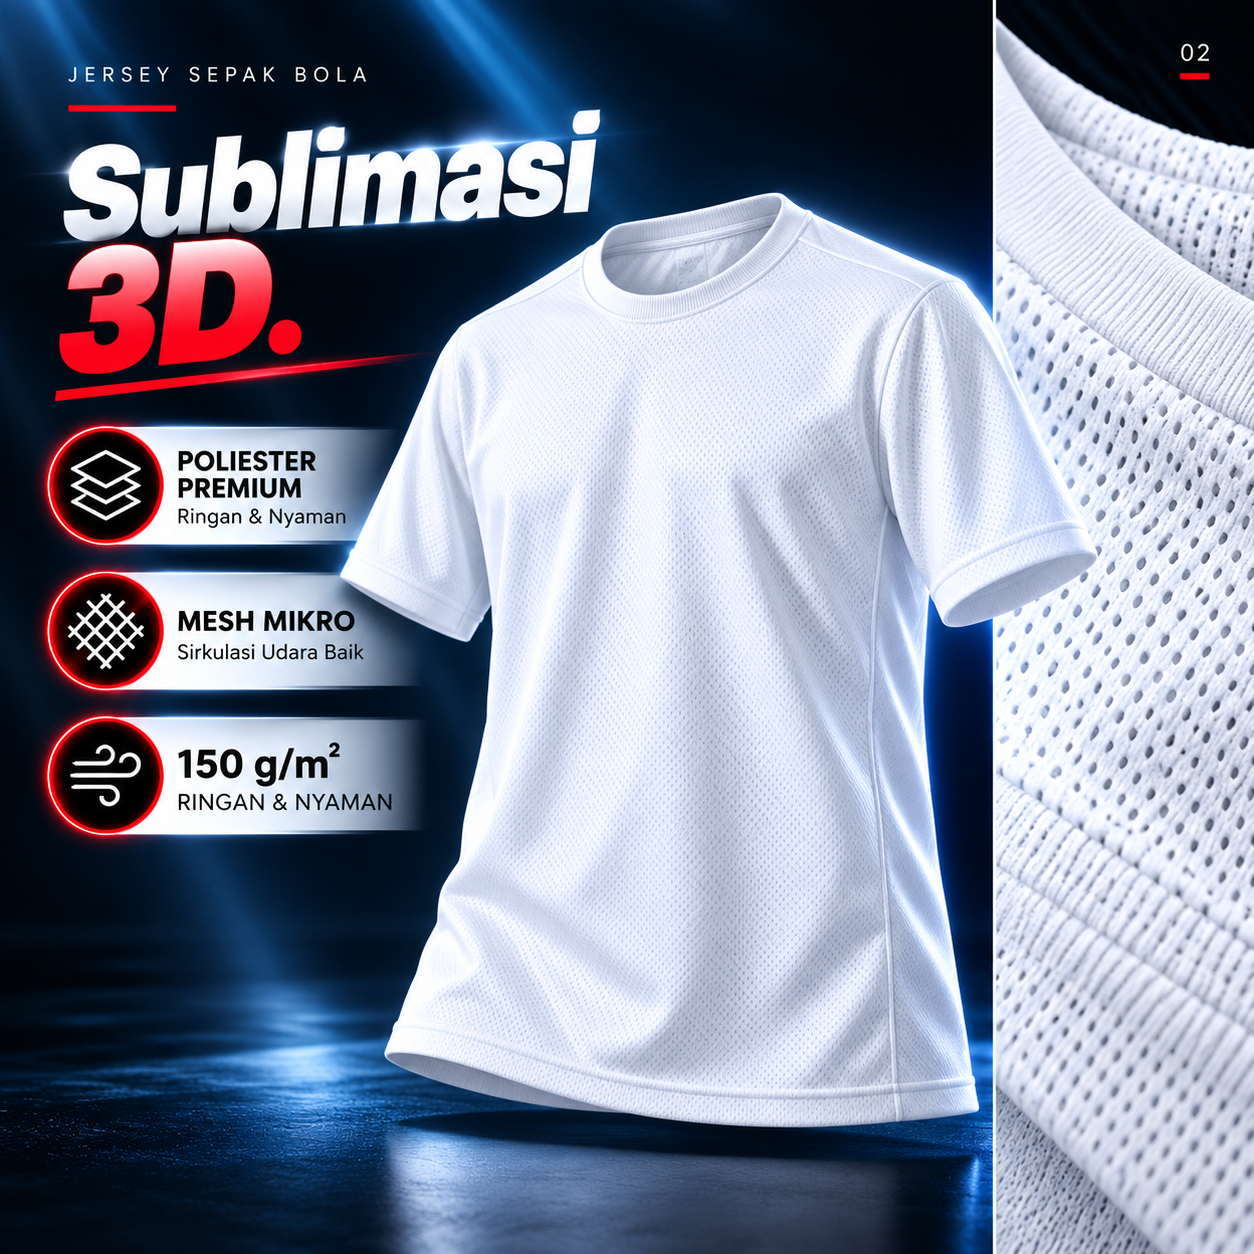 JERSEY SEPAK BOLA
02
Sublimasi
3D.
POLIESTER
PREMIUM
Ringan & Nyaman
MESH MIKRO
Sirkulasi Udara Baik
150 g/m²
RINGAN & NYAMAN